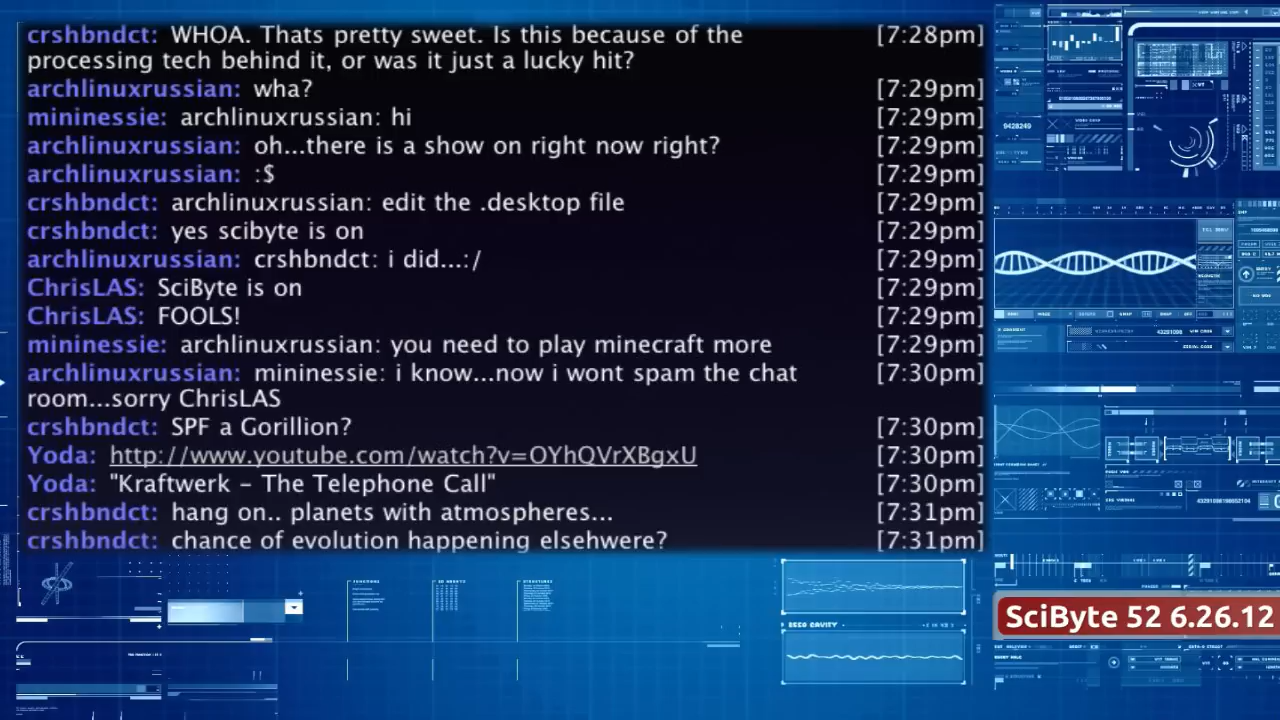 crshbndct: WHOA. Thats pretty sweet. Is this because of the [7:28pm]
processing tech behind it, or was it just a lucky hit?
archlinuxrussian: wha? [7:29pm]
mininessie: archlinuxrussian: hi [7:29pm]
archlinuxrussian: oh....there is a show on right now right? [7:29pm]
archlinuxrussian: :$ [7:29pm]
crshbndct: archlinuxrussian: edit the .desktop file [7:29pm]
crshbndct: yes scibyte is on [7:29pm]
archlinuxrussian: crshbndct: i did...:/ [7:29pm]
ChrisLAS: SciByte is on [7:29pm]
ChrisLAS: FOOLS! [7:29pm]
mininessie: archlinuxrussian: you need to play minecraft more [7:29pm]
archlinuxrussian: mininessie: i know...now i wont spam the chat [7:30pm]
room...sorry ChrisLAS
crshbndct: SPF a Gorillion? [7:30pm]
Yoda: http://www.youtube.com/watch?v=OYhQVrXBgxU [7:30pm]
Yoda: "Kraftwerk - The Telephone Call" [7:30pm]
crshbndct: hang on.. planets with atmospheres... [7:31pm]
crshbndct: chance of evolution happening elsehwere? [7:31pm]
9428249
SciByte 52 6.26.12